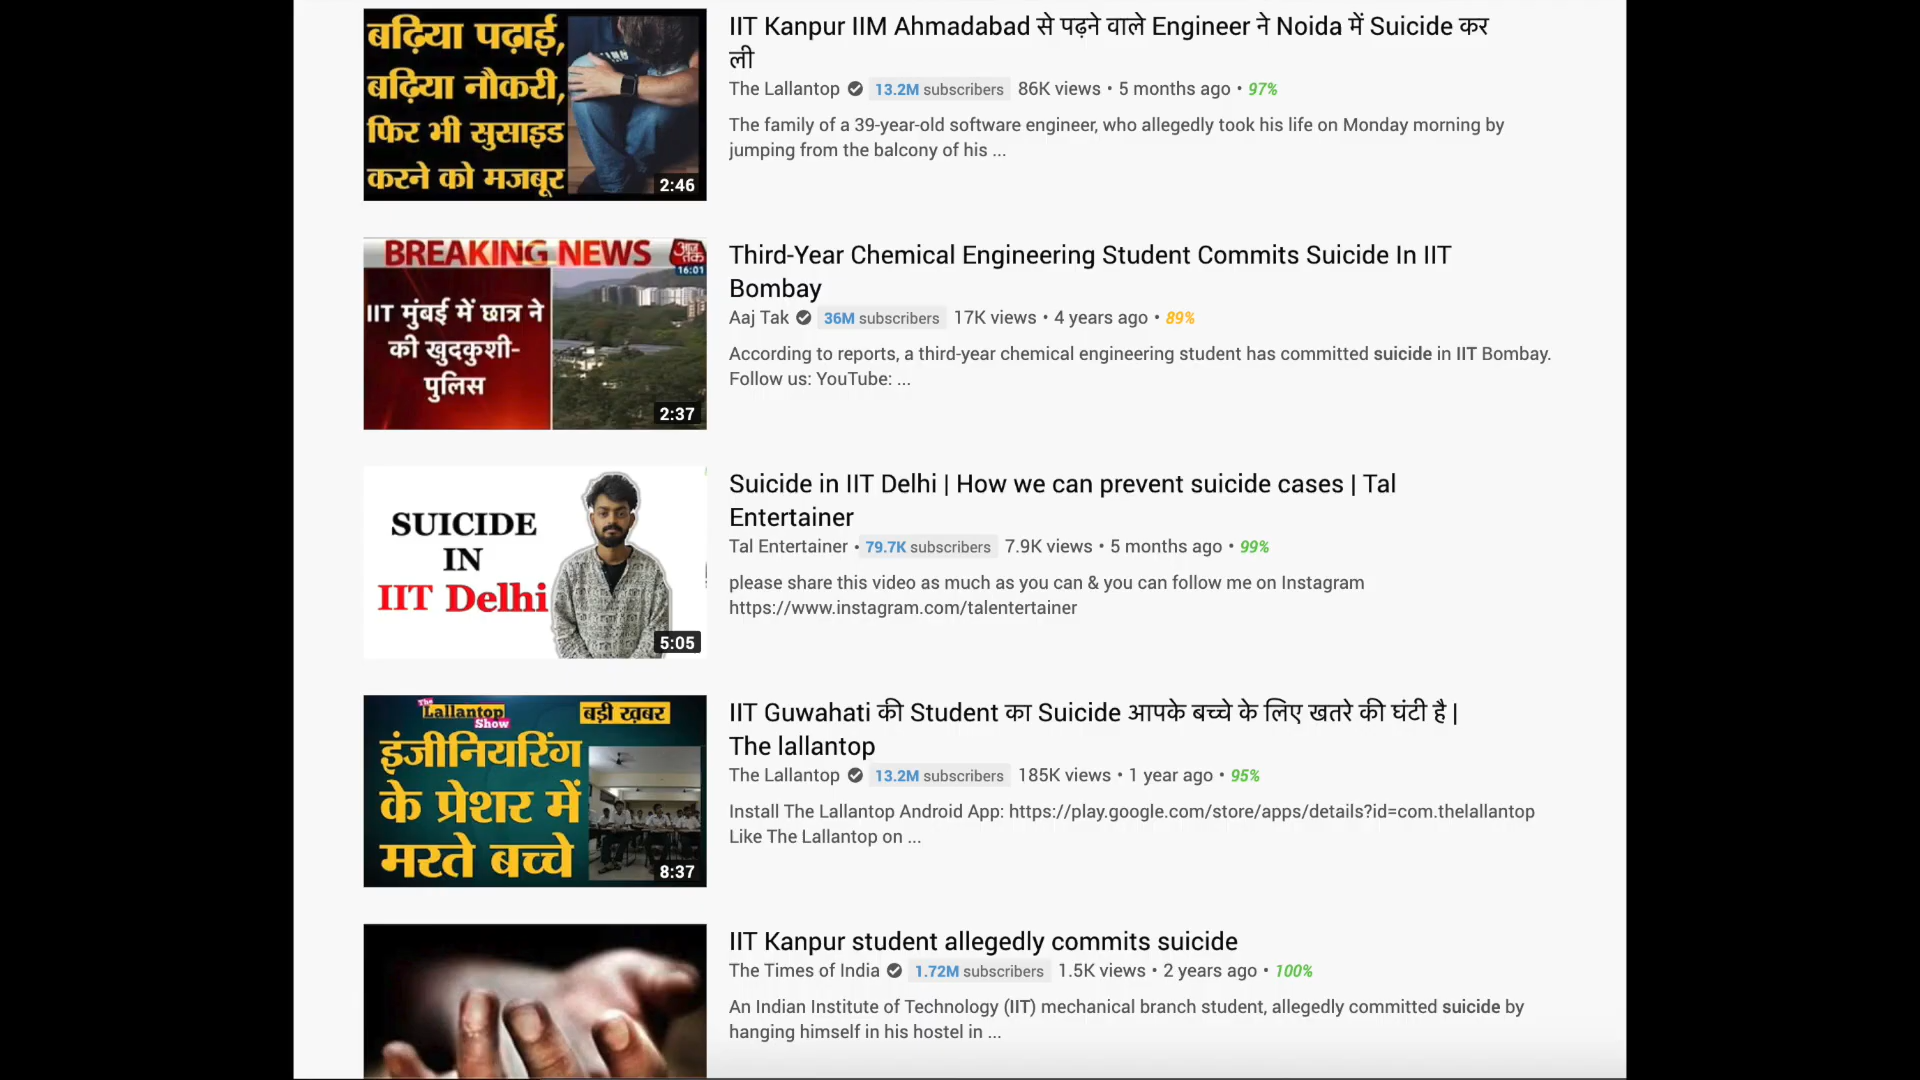 बढ़िया पढ़ाई,
बढ़िया नौकरी,
फिर भी सुसाइड
करने को मजबूर
2:46
IIT Kanpur IIM Ahmadabad से पढ़ने वाले Engineer ने Noida में Suicide कर
ली
The Lallantop 13.2M subscribers 86K views • 5 months ago • 97%
The family of a 39-year-old software engineer, who allegedly took his life on Monday morning by
jumping from the balcony of his ...
BREAKING NEWS
आज तक
16:01
IIT मुंबई में छात्र ने
की खुदकुशी-
पुलिस
2:37
Third-Year Chemical Engineering Student Commits Suicide In IIT
Bombay
Aaj Tak 36M subscribers 17K views • 4 years ago • 89%
According to reports, a third-year chemical engineering student has committed suicide in IIT Bombay.
Follow us: YouTube: ...
SUICIDE
IN
IIT Delhi
5:05
Suicide in IIT Delhi | How we can prevent suicide cases | Tal
Entertainer
Tal Entertainer • 79.7K subscribers 7.9K views • 5 months ago • 99%
please share this video as much as you can & you can follow me on Instagram
https://www.instagram.com/talentertainer
The Lallantop Show
बड़ी ख़बर
इंजीनियरिंग
के प्रेशर में
मरते बच्चे
8:37
IIT Guwahati की Student का Suicide आपके बच्चे के लिए खतरे की घंटी है |
The lallantop
The Lallantop 13.2M subscribers 185K views • 1 year ago • 95%
Install The Lallantop Android App: https://play.google.com/store/apps/details?id=com.thelallantop
Like The Lallantop on ...
IIT Kanpur student allegedly commits suicide
The Times of India 1.72M subscribers 1.5K views • 2 years ago • 100%
An Indian Institute of Technology (IIT) mechanical branch student, allegedly committed suicide by
hanging himself in his hostel in ...